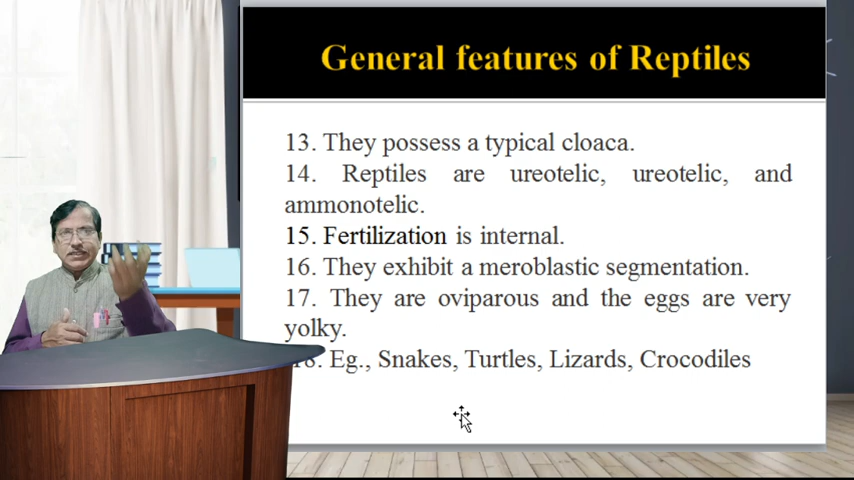 General features of Reptiles
13. They possess a typical cloaca.
14. Reptiles are ureotelic, ureotelic, and
ammonotelic.
15. Fertilization is internal.
16. They exhibit a meroblastic segmentation.
17. They are oviparous and the eggs are very
yolky.
18. Eg., Snakes, Turtles, Lizards, Crocodiles